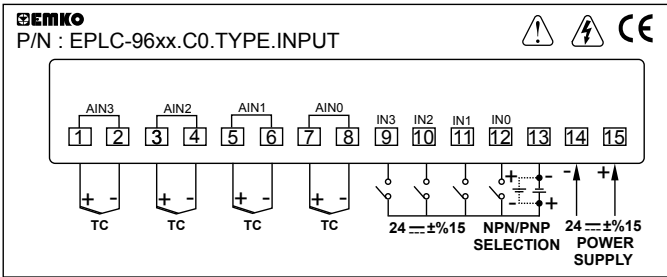 EMKO
P/N : EPLC-96xx.C0.TYPE.INPUT
CE
AIN3 AIN2 AIN1 AIN0 IN3 IN2 IN1 IN0
1 2 3 4 5 6 7 8 9 10 11 12 13 14 15
+ - + - + - + - + - - +
- +
TC TC TC TC 24 ⎓ ±%15 NPN/PNP SELECTION 24 ⎓ ±%15 POWER SUPPLY